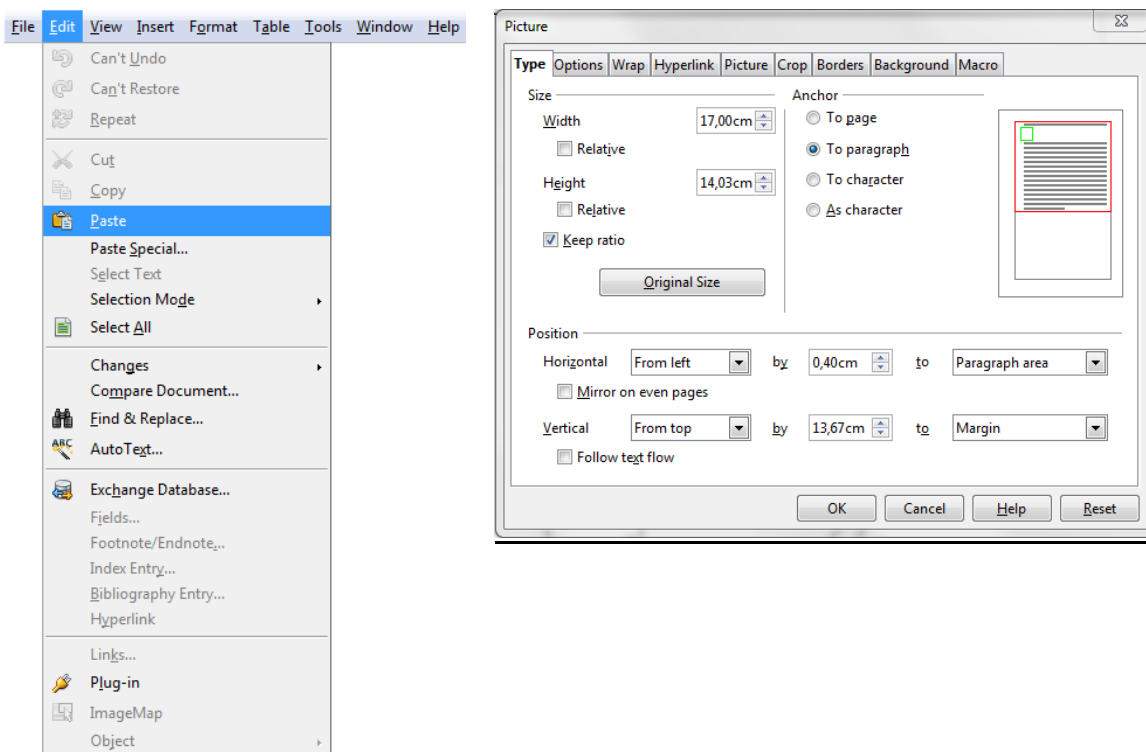 File Edit View Insert Format Table Tools Window Help
Can't Undo
Can't Restore
Repeat
Cut
Copy
Paste
Paste Special...
Select Text
Selection Mode
Select All
Changes
Compare Document...
Find & Replace...
ABC AutoText...
Exchange Database...
Fields...
Footnote/Endnote...
Index Entry...
Bibliography Entry...
Hyperlink
Links...
Plug-in
ImageMap
Object
Picture
Type Options Wrap Hyperlink Picture Crop Borders Background Macro
Size
Width 17,00cm
Relative
Height 14,03cm
Relative
Keep ratio
Original Size
Anchor
To page
To paragraph
To character
As character
Position
Horizontal From left by 0,40cm to Paragraph area
Mirror on even pages
Vertical From top by 13,67cm to Margin
Follow text flow
OK Cancel Help Reset